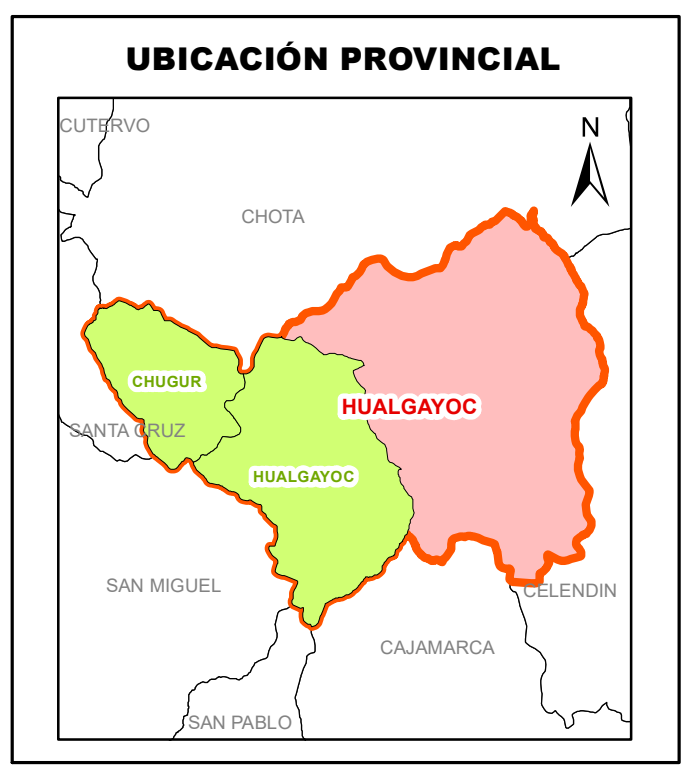 UBICACIÓN PROVINCIAL
CUTERVO
N
CHOTA
CHUGUR
HUALGAYOC
SANTA CRUZ
HUALGAYOC
SAN MIGUEL
CELENDIN
CAJAMARCA
SAN PABLO